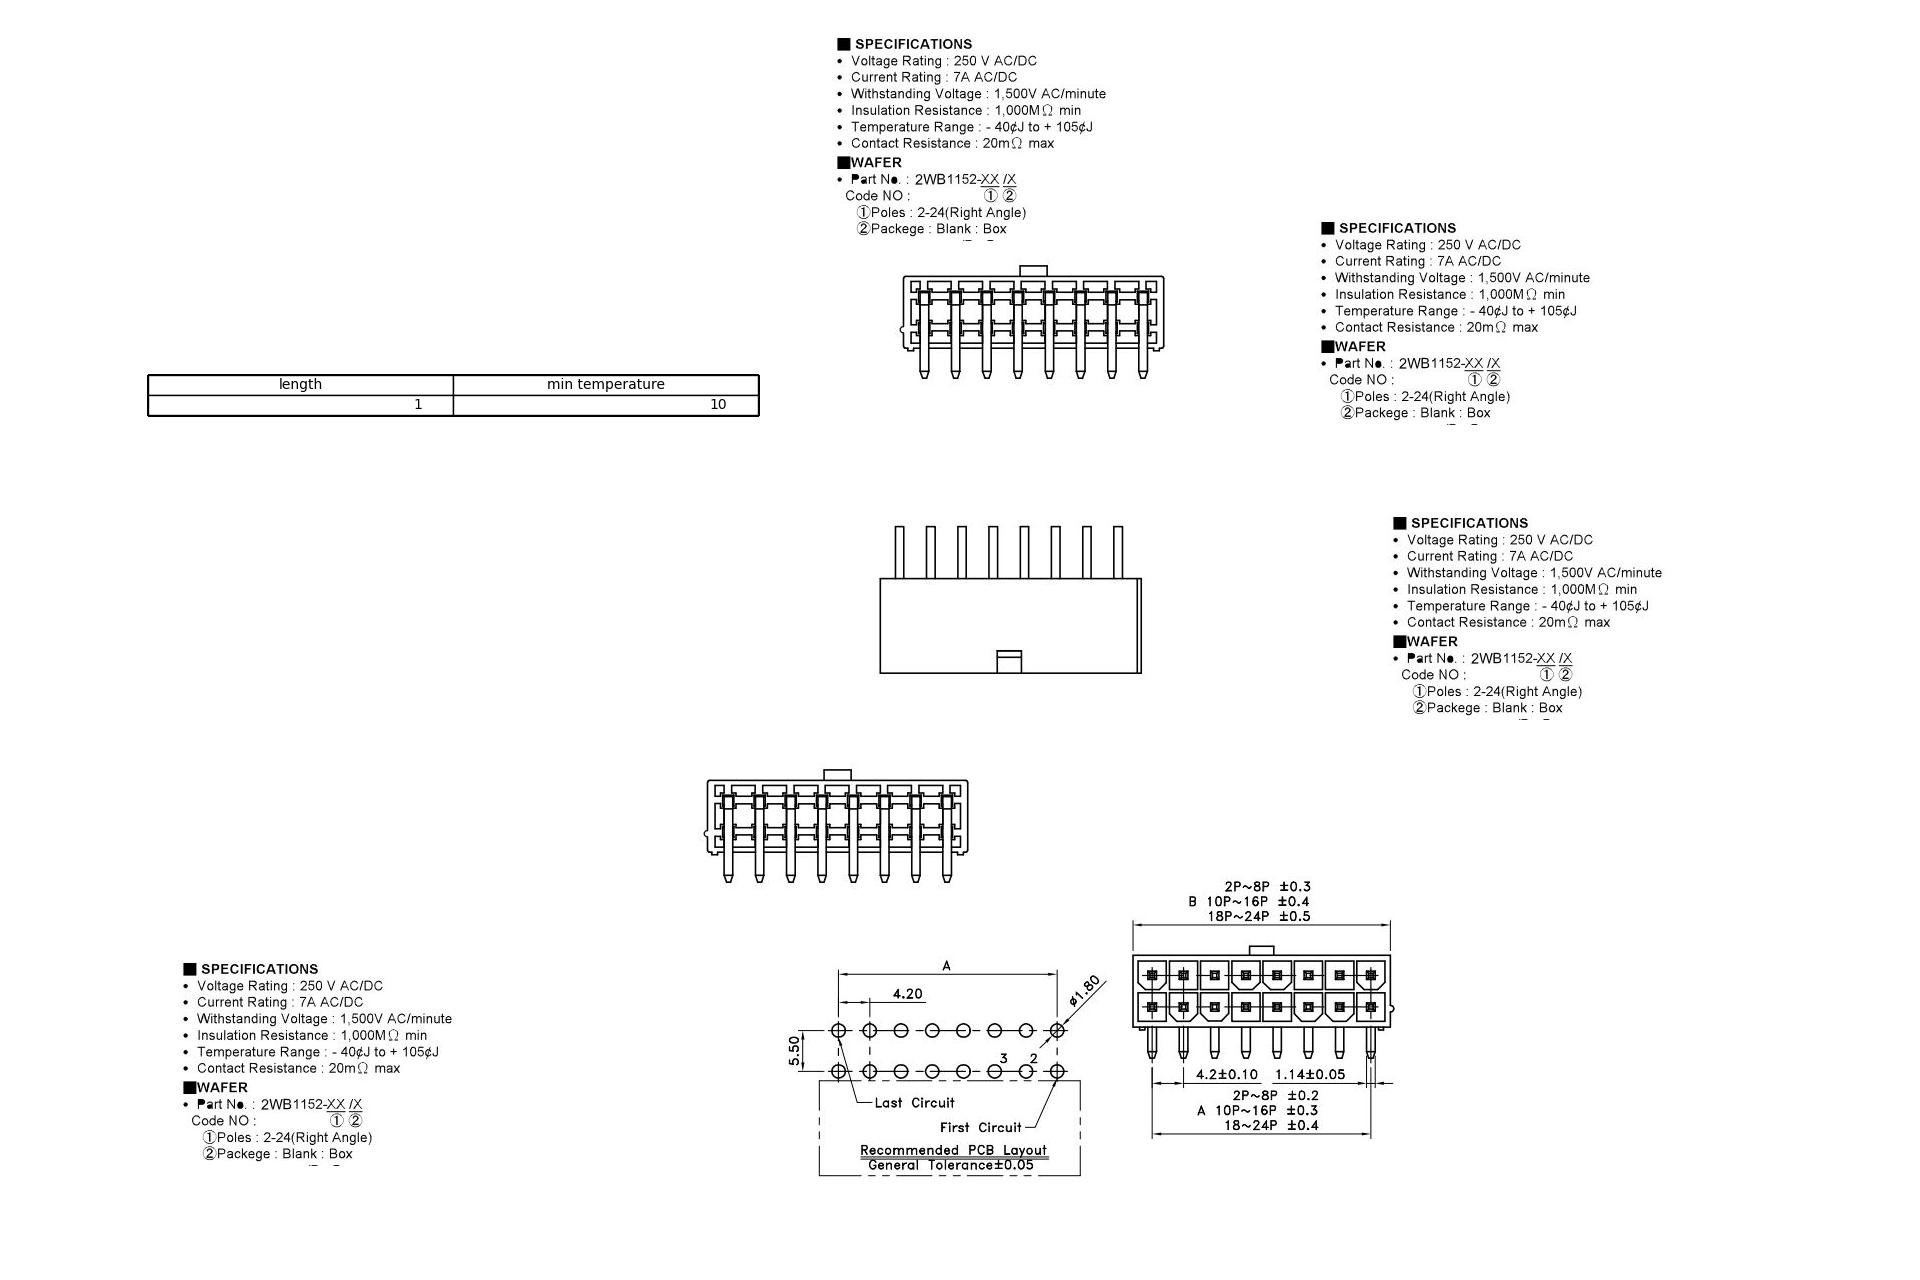 ■ SPECIFICATIONS
• Voltage Rating : 250 V AC/DC
• Current Rating : 7A AC/DC
• Withstanding Voltage : 1,500V AC/minute
• Insulation Resistance : 1,000MΩ min
• Temperature Range : - 40¢J to + 105¢J
• Contact Resistance : 20mΩ max
■WAFER
• Part No. : 2WB1152-XX /X
Code NO : ① ②
①Poles : 2-24(Right Angle)
②Packege : Blank : Box
■ SPECIFICATIONS
• Voltage Rating : 250 V AC/DC
• Current Rating : 7A AC/DC
• Withstanding Voltage : 1,500V AC/minute
• Insulation Resistance : 1,000MΩ min
• Temperature Range : - 40¢J to + 105¢J
• Contact Resistance : 20mΩ max
■WAFER
• Part No. : 2WB1152-XX /X
Code NO : ① ②
①Poles : 2-24(Right Angle)
②Packege : Blank : Box
length min temperature
1 10
■ SPECIFICATIONS
• Voltage Rating : 250 V AC/DC
• Current Rating : 7A AC/DC
• Withstanding Voltage : 1,500V AC/minute
• Insulation Resistance : 1,000MΩ min
• Temperature Range : - 40¢J to + 105¢J
• Contact Resistance : 20mΩ max
■WAFER
• Part No. : 2WB1152-XX /X
Code NO : ① ②
①Poles : 2-24(Right Angle)
②Packege : Blank : Box
■ SPECIFICATIONS
• Voltage Rating : 250 V AC/DC
• Current Rating : 7A AC/DC
• Withstanding Voltage : 1,500V AC/minute
• Insulation Resistance : 1,000MΩ min
• Temperature Range : - 40¢J to + 105¢J
• Contact Resistance : 20mΩ max
■WAFER
• Part No. : 2WB1152-XX /X
Code NO : ① ②
①Poles : 2-24(Right Angle)
②Packege : Blank : Box
A
4.20
ø1.80
5.50
3 2
Last Circuit
First Circuit
Recommended PCB Layout
General Tolerance±0.05
2P~8P ±0.3
B 10P~16P ±0.4
18P~24P ±0.5
4.2±0.10 1.14±0.05
2P~8P ±0.2
A 10P~16P ±0.3
18~24P ±0.4